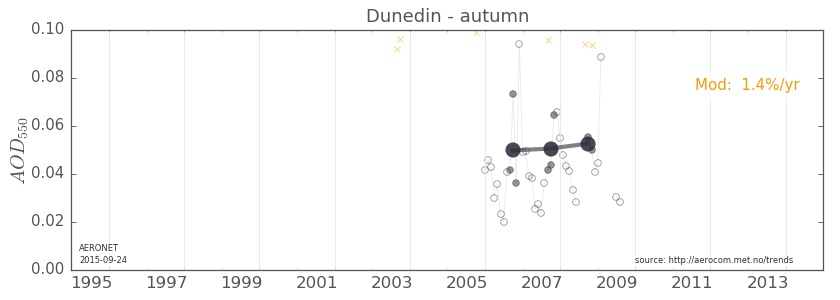 Dunedin - autumn
0.10
0.08
0.06
0.04
0.02
0.00
AOD550
Mod: 1.4%/yr
AERONET
2015-09-24
source: http://aerocom.met.no/trends
1995 1997 1999 2001 2003 2005 2007 2009 2011 2013